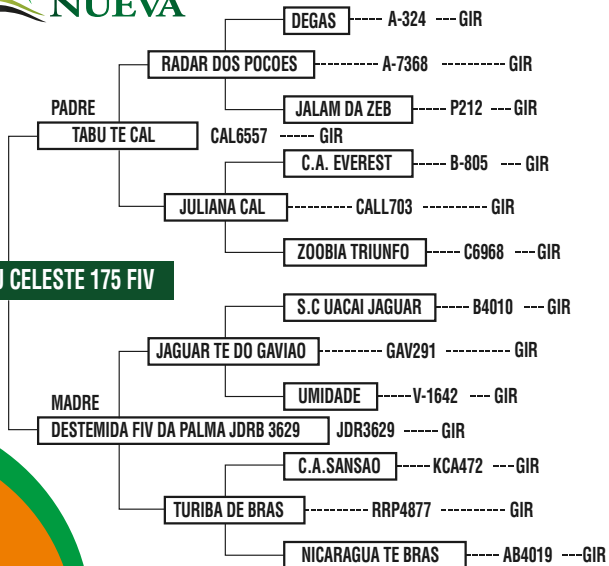 NUEVA
DEGAS ----- A-324 --- GIR
RADAR DOS POCOES --------- A-7368 ---------- GIR
JALAM DA ZEB ----- P212 --- GIR
PADRE
TABU TE CAL CAL6557 ----- GIR
C.A. EVEREST ----- B-805 --- GIR
JULIANA CAL --------- CALL703 ---------- GIR
ZOOBIA TRIUNFO ----- C6968 ---GIR
CELESTE 175 FIV
S.C UACAI JAGUAR ----- B4010 --- GIR
JAGUAR TE DO GAVIAO --------- GAV291 ---------- GIR
UMIDADE -----V-1642 --- GIR
MADRE
DESTEMIDA FIV DA PALMA JDRB 3629 JDR3629 ----- GIR
C.A.SANSAO ----- KCA472 ---GIR
TURIBA DE BRAS --------- RRP4877 ---------- GIR
NICARAGUA TE BRAS ----- AB4019 ---GIR